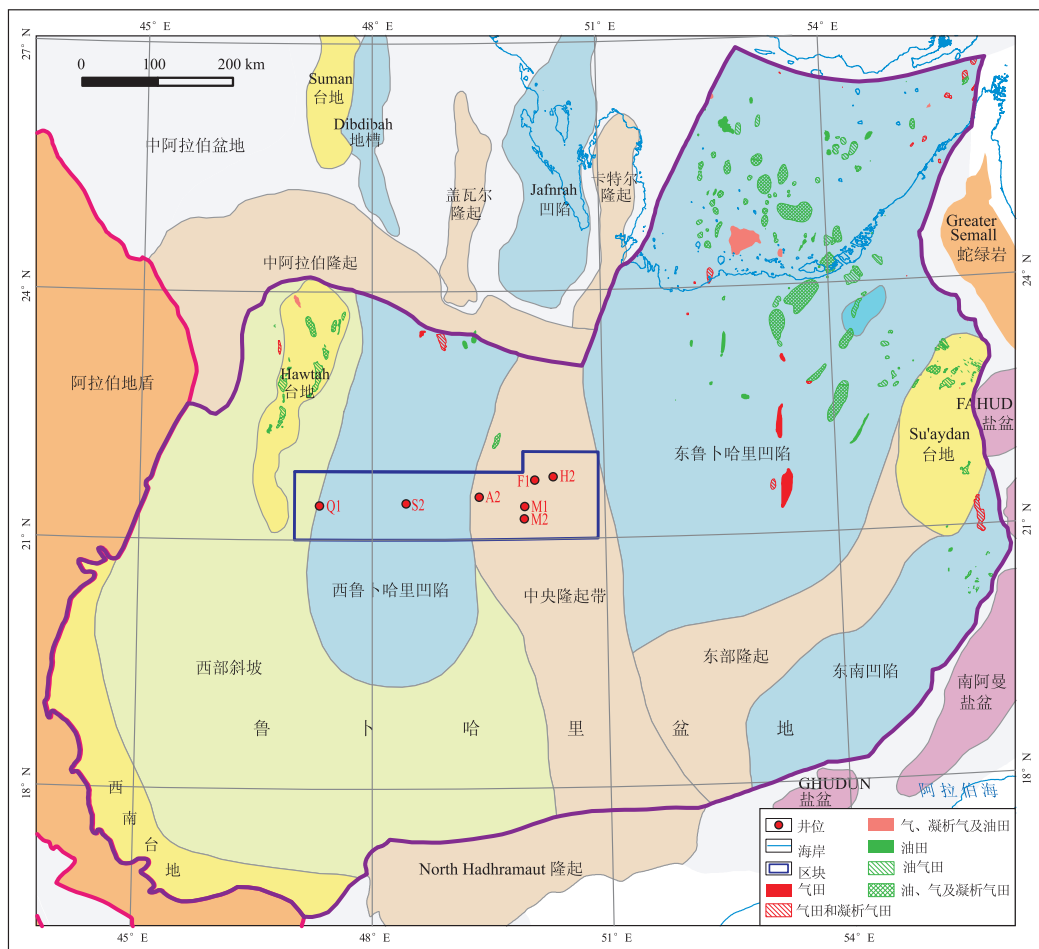 45° E
48° E
51° E
54° E
27° N
0
100
200 km
Suman
台地
Dibdibah
地槽
中阿拉伯盆地
盖瓦尔
隆起
Jafnrah
凹陷
卡特尔
隆起
Greater
Semall
蛇绿岩
中阿拉伯隆起
24° N
24° N
阿拉伯地盾
Hawtah
台地
FAHUD
盐盆
Su'aydan
台地
东鲁卜哈里凹陷
F1
H2
Q1
S2
A2
M1
M2
21° N
21° N
西鲁卜哈里凹陷
中央隆起带
西部斜坡
东部隆起
东南凹陷
南阿曼
盐盆
鲁卜哈里盆地
18° N
18° N
西南台地
GHUDUN
盐盆
阿拉伯海
North Hadhramaut 隆起
井位
海岸
区块
气田
气田和凝析气田
气、凝析气及油田
油田
油气田
油、气及凝析气田
45° E
48° E
51° E
54° E